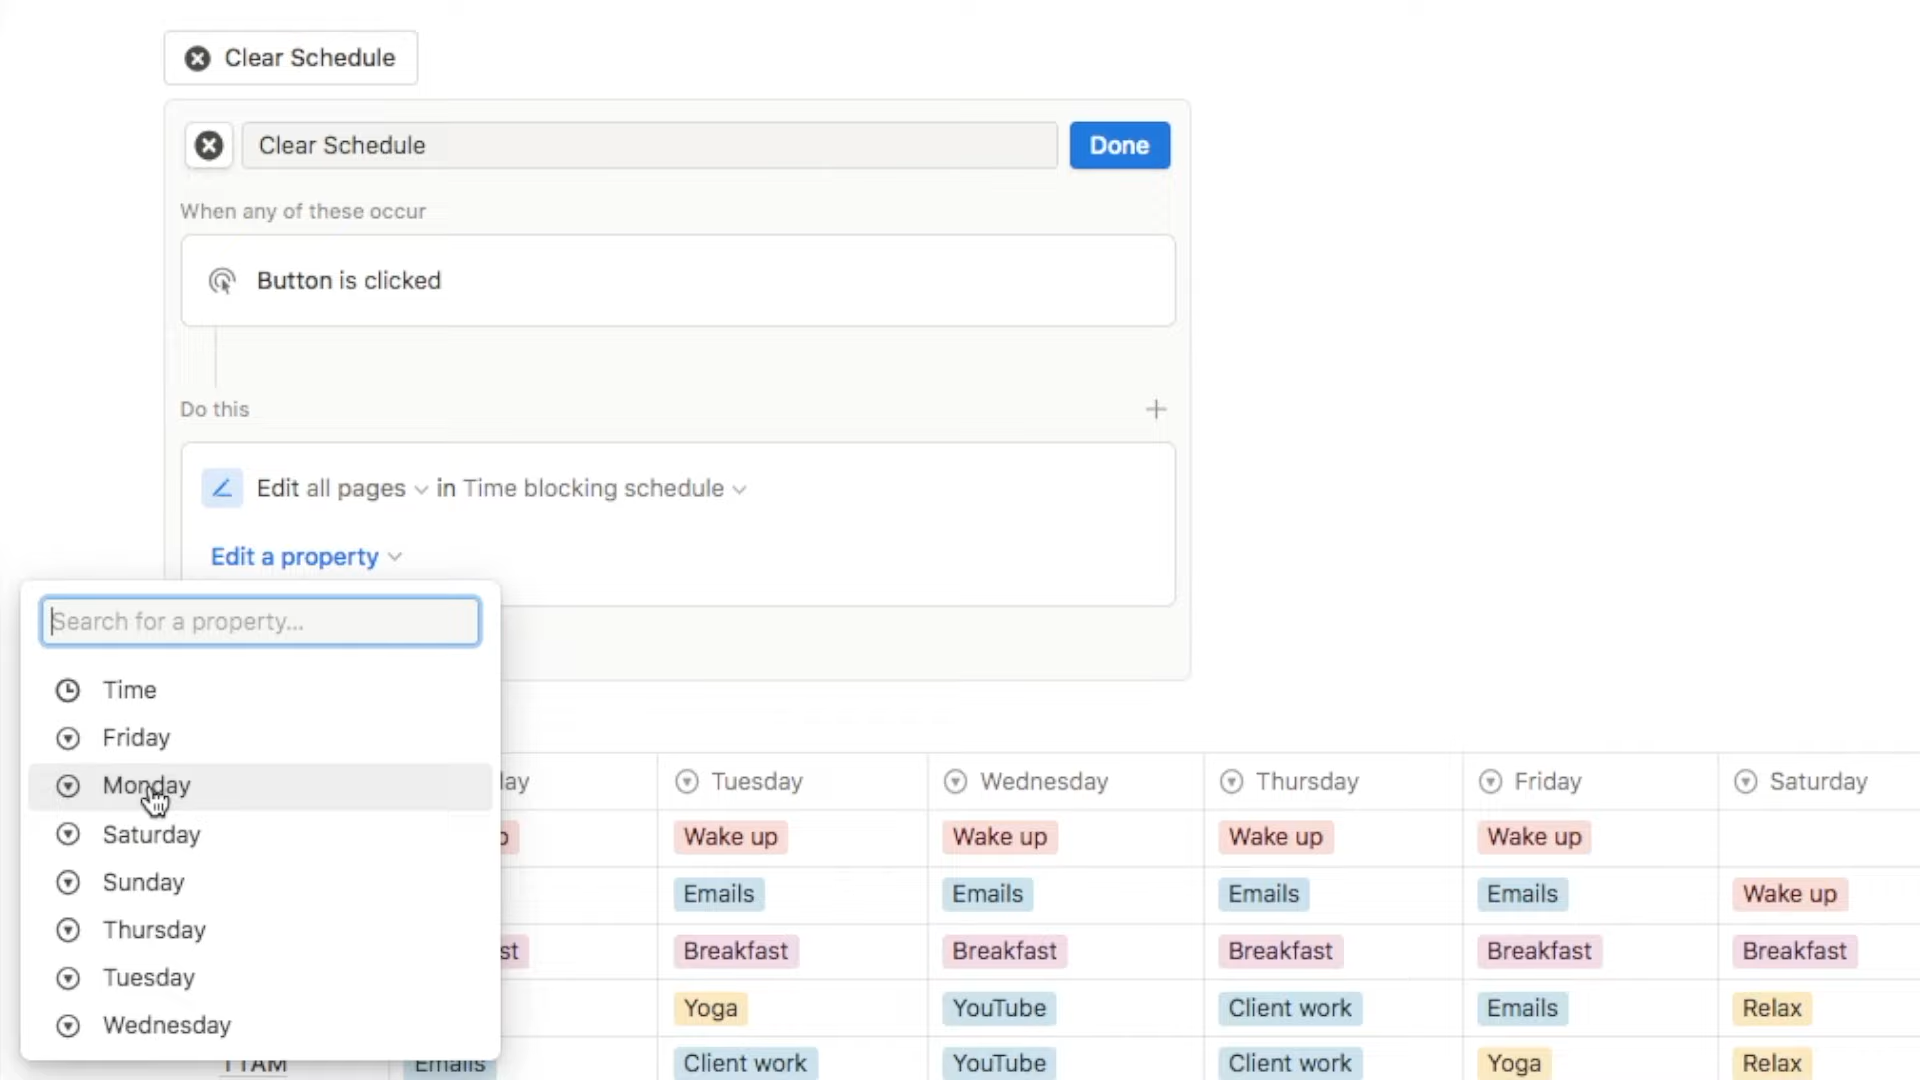 Clear Schedule
Clear Schedule
Done
When any of these occur
Button is clicked
Do this
Edit all pages in Time blocking schedule
Edit a property
Search for a property...
Time
Friday
Monday
Saturday
Sunday
Thursday
Tuesday
Wednesday
ay Tuesday Wednesday Thursday Friday Saturday
p Wake up Wake up Wake up Wake up
Emails Emails Emails Emails Wake up
st Breakfast Breakfast Breakfast Breakfast Breakfast
Yoga YouTube Client work Emails Relax
11AM Emails Client work YouTube Client work Yoga Relax